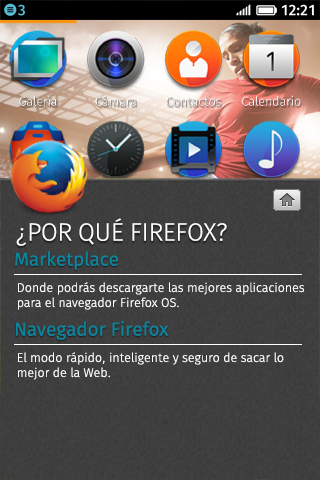 3 12:21
Galería Cámara Contactos Calendario
1
¿POR QUÉ FIREFOX?
Marketplace
Donde podrás descargarte las mejores aplicaciones
para el navegador Firefox OS.
Navegador Firefox
El modo rápido, inteligente y seguro de sacar lo
mejor de la Web.